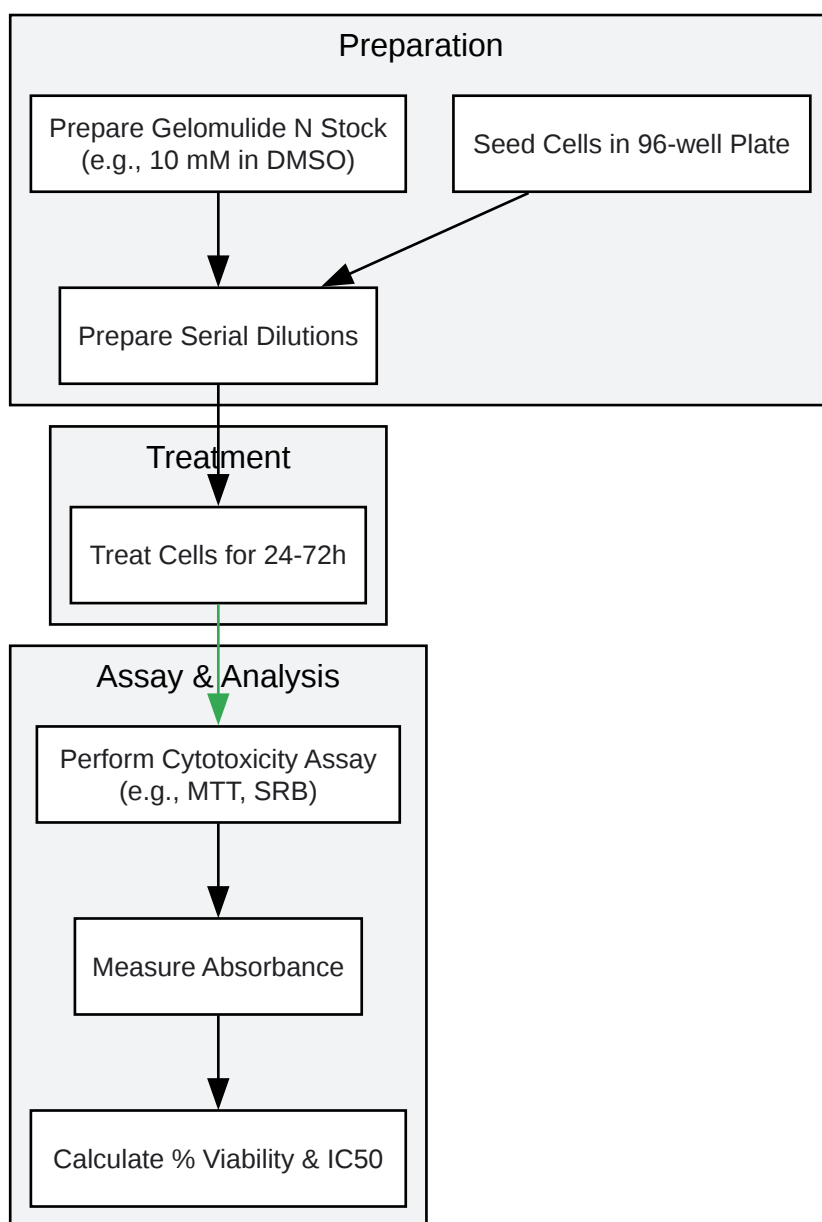 Preparation
Prepare Gelomulide N Stock
(e.g., 10 mM in DMSO)
Seed Cells in 96-well Plate
Prepare Serial Dilutions
Treatment
Treat Cells for 24-72h
Assay & Analysis
Perform Cytotoxicity Assay
(e.g., MTT, SRB)
Measure Absorbance
Calculate % Viability & IC50